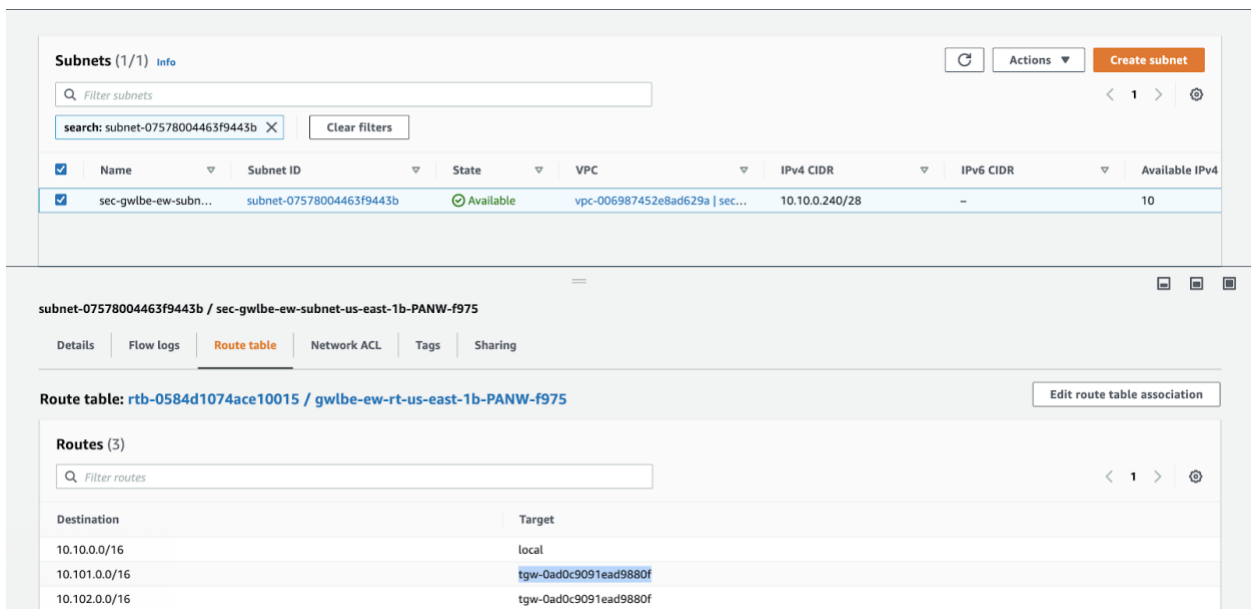 Subnets (1/1) Info
Actions ▼ Create subnet
Filter subnets
< 1 >
search: subnet-07578004463f9443b X Clear filters
Name Subnet ID State VPC IPv4 CIDR IPv6 CIDR Available IPv4
sec-gwlbe-ew-subn... subnet-07578004463f9443b Available vpc-006987452e8ad629a | sec... 10.10.0.240/28 – 10
subnet-07578004463f9443b / sec-gwlbe-ew-subnet-us-east-1b-PANW-f975
Details Flow logs Route table Network ACL Tags Sharing
Route table: rtb-0584d1074ace10015 / gwlbe-ew-rt-us-east-1b-PANW-f975 Edit route table association
Routes (3)
Filter routes < 1 >
Destination Target
10.10.0.0/16 local
10.101.0.0/16 tgw-0ad0c9091ead9880f
10.102.0.0/16 tgw-0ad0c9091ead9880f